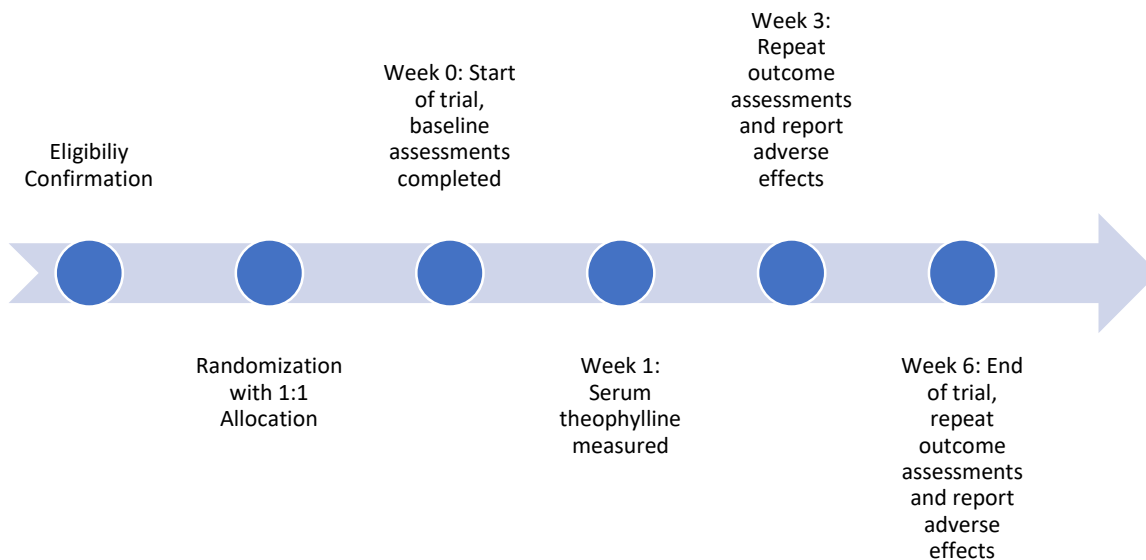 Eligibiliy
Confirmation
Randomization
with 1:1
Allocation
Week 0: Start
of trial,
baseline
assessments
completed
Week 1:
Serum
theophylline
measured
Week 3:
Repeat
outcome
assessments
and report
adverse
effects
Week 6: End
of trial,
repeat
outcome
assessments
and report
adverse
effects